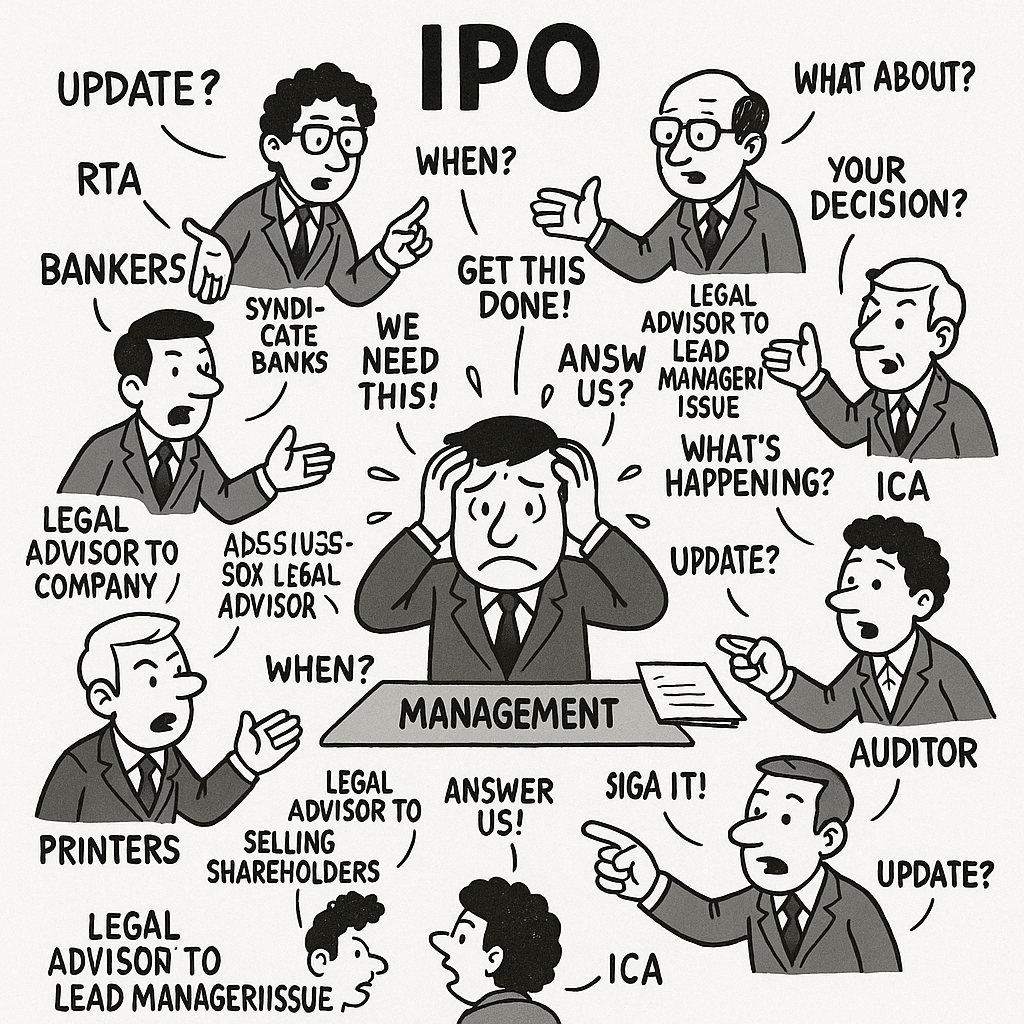 IPO
UPDATE?
WHAT ABOUT?
WHEN?
RTA
YOUR
DECISION?
BANKERS
GET THIS
DONE!
SYNDI-
CATE
BANKS
WE
NEED
THIS!
ANSW
US?
LEGAL
ADVISOR TO
LEAD
MANAGERI
ISSUE
WHAT'S
HAPPENING?
ICA
LEGAL
ADVISOR TO
COMPANY
ADSSIUSS-
SOX LEGAL
ADVISOR
UPDATE?
WHEN?
MANAGEMENT
AUDITOR
PRINTERS
LEGAL
ADVISOR TO
SELLING
SHAREHOLDERS
ANSWER
US!
SIGA IT!
UPDATE?
LEGAL
ADVISOR TO
LEAD MANAGERIISSUE
ICA